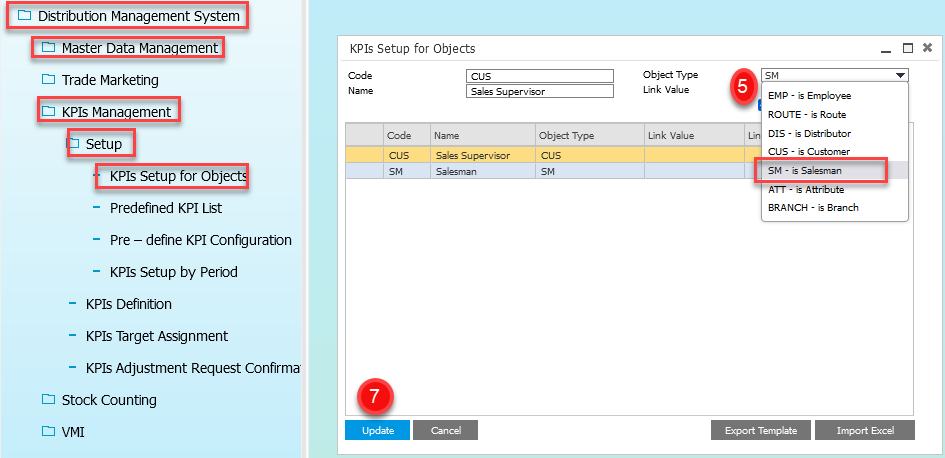 Distribution Management System
Master Data Management
Trade Marketing
KPIs Management
Setup
KPIs Setup for Objects
Predefined KPI List
Pre – define KPI Configuration
KPIs Setup by Period
KPIs Definition
KPIs Target Assignment
KPIs Adjustment Request Confirma
Stock Counting
VMI
KPIs Setup for Objects
Code CUS Object Type 5 SM
Name Sales Supervisor Link Value
EMP - is Employee
ROUTE - is Route
DIS - is Distributor
CUS - is Customer
SM - is Salesman
ATT - is Attribute
BRANCH - is Branch
Code Name Object Type Link Value Lin
CUS Sales Supervisor CUS
SM Salesman SM
7
Update Cancel Export Template Import Excel